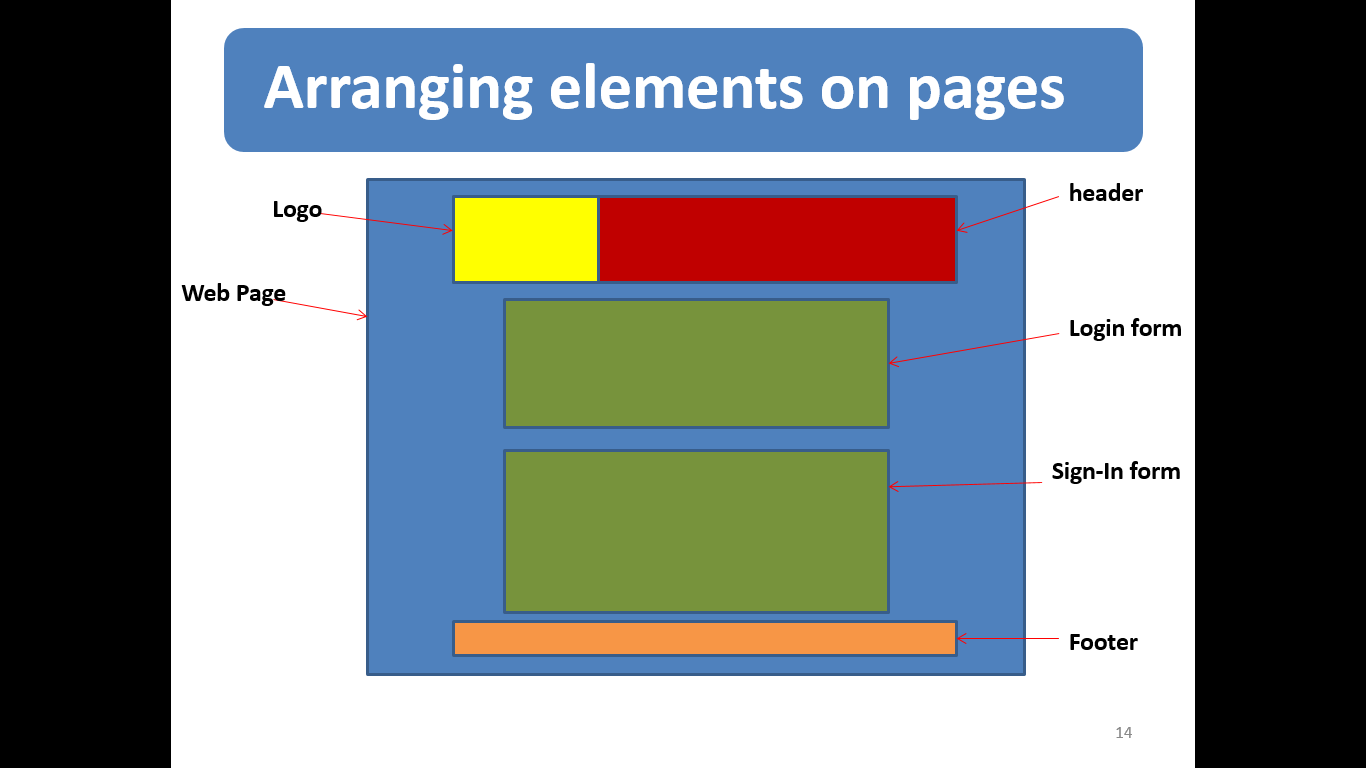 Arranging elements on pages
Logo
header
Web Page
Login form
Sign-In form
Footer
14